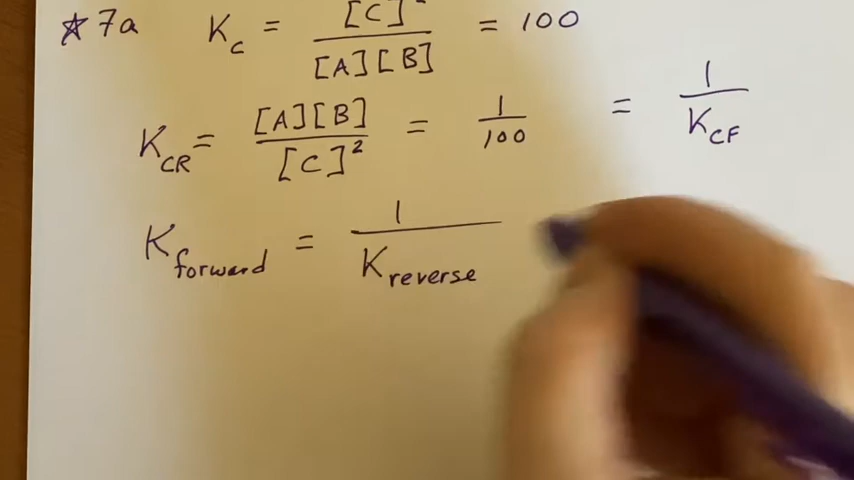 ☆ 7a K_c = [C]² / [A][B] = 100
K_CR = [A][B] / [C]² = 1 / 100 = 1 / K_CF
K_forward = 1 / K_reverse